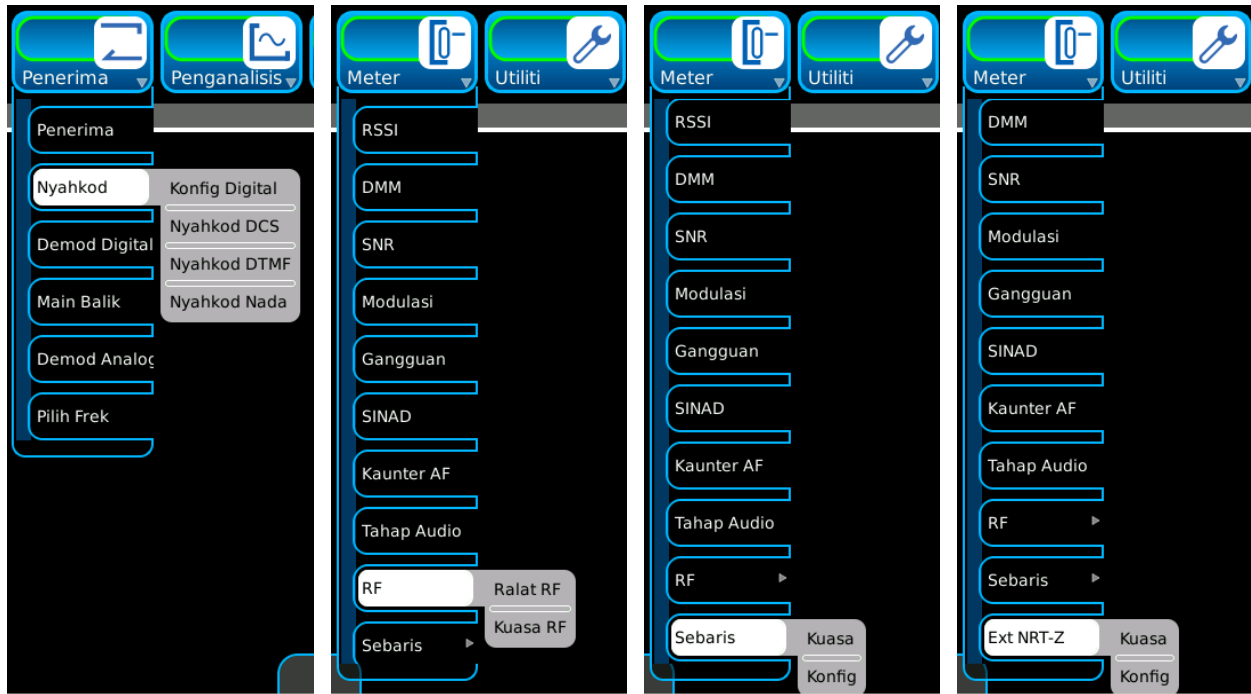 Penerima
Penganalisis
Penerima
Nyahkod
Konfig Digital
Nyahkod DCS
Demod Digital
Nyahkod DTMF
Main Balik
Nyahkod Nada
Demod Analog
Pilih Frek
Meter
Utiliti
RSSI
DMM
SNR
Modulasi
Gangguan
SINAD
Kaunter AF
Tahap Audio
RF
Ralat RF
Kuasa RF
Sebaris
Meter
Utiliti
RSSI
DMM
SNR
Modulasi
Gangguan
SINAD
Kaunter AF
Tahap Audio
RF
Sebaris
Kuasa
Konfig
Meter
Utiliti
DMM
SNR
Modulasi
Gangguan
SINAD
Kaunter AF
Tahap Audio
RF
Sebaris
Ext NRT-Z
Kuasa
Konfig